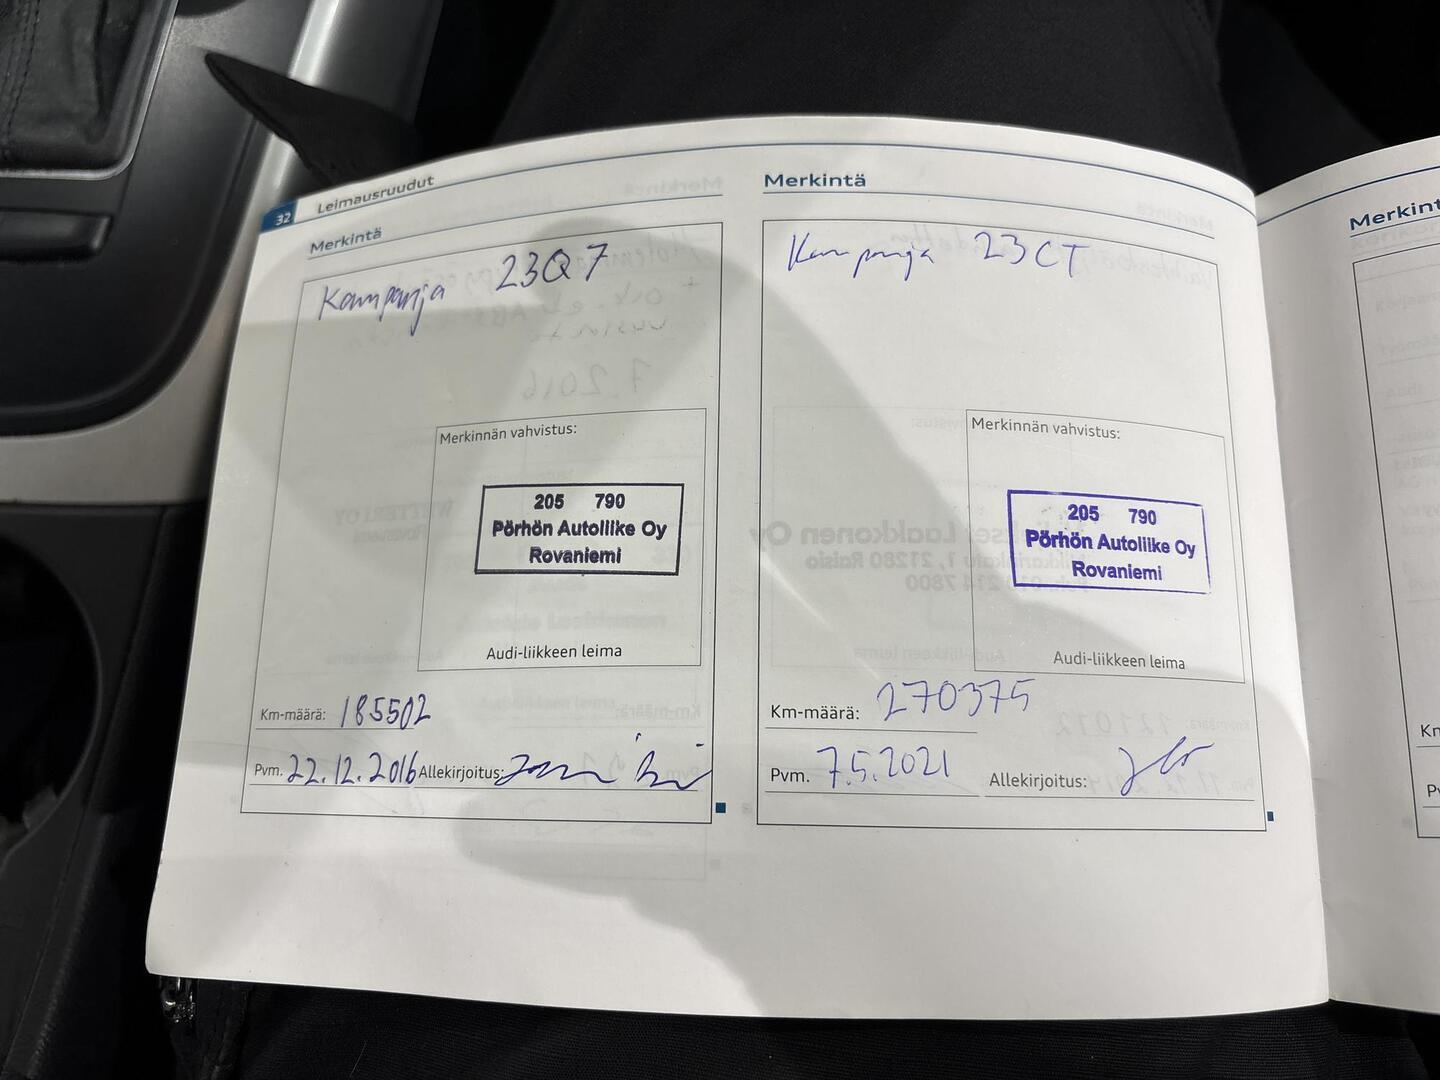 32 Leimausruudut
Merkintä
Kampanja 23Q7
Merkinnän vahvistus:
205 790
Pörhön Autoliike Oy
Rovaniemi
Audi-liikkeen leima
Km-määrä: 185502
Pvm. 22.12.2016 Allekirjoitus:
Merkintä
Kampanja 23CT
Merkinnän vahvistus:
205 790
Pörhön Autoliike Oy
Rovaniemi
Audi-liikkeen leima
Km-määrä: 270375
Pvm. 7.5.2021 Allekirjoitus: